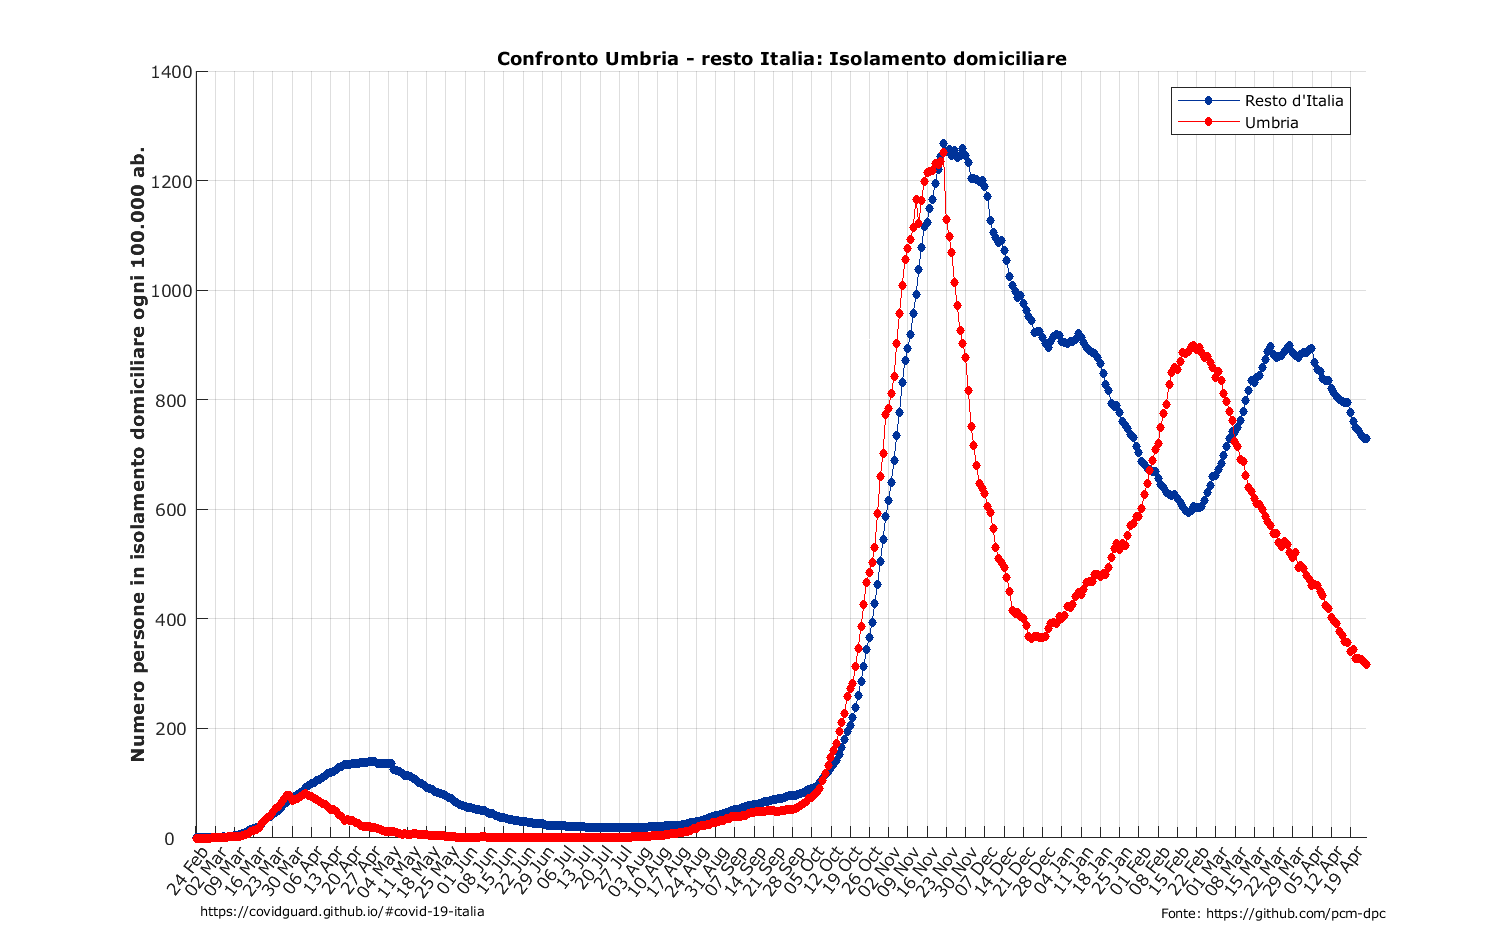 Confronto Umbria - resto Italia: Isolamento domiciliare
Numero persone in isolamento domiciliare ogni 100.000 ab.
1400
1200
1000
800
600
400
200
0
Resto d'Italia
Umbria
24 Feb
02 Mar
09 Mar
16 Mar
23 Mar
30 Mar
06 Apr
13 Apr
20 Apr
27 Apr
04 May
11 May
18 May
25 May
01 Jun
08 Jun
15 Jun
22 Jun
29 Jun
06 Jul
13 Jul
20 Jul
27 Jul
03 Aug
10 Aug
17 Aug
24 Aug
31 Aug
07 Sep
14 Sep
21 Sep
28 Sep
05 Oct
12 Oct
19 Oct
26 Oct
02 Nov
09 Nov
16 Nov
23 Nov
30 Nov
07 Dec
14 Dec
21 Dec
28 Dec
04 Jan
11 Jan
18 Jan
25 Jan
01 Feb
08 Feb
15 Feb
22 Feb
01 Mar
08 Mar
15 Mar
22 Mar
29 Mar
05 Apr
12 Apr
19 Apr
https://covidguard.github.io/#covid-19-italia
Fonte: https://github.com/pcm-dpc